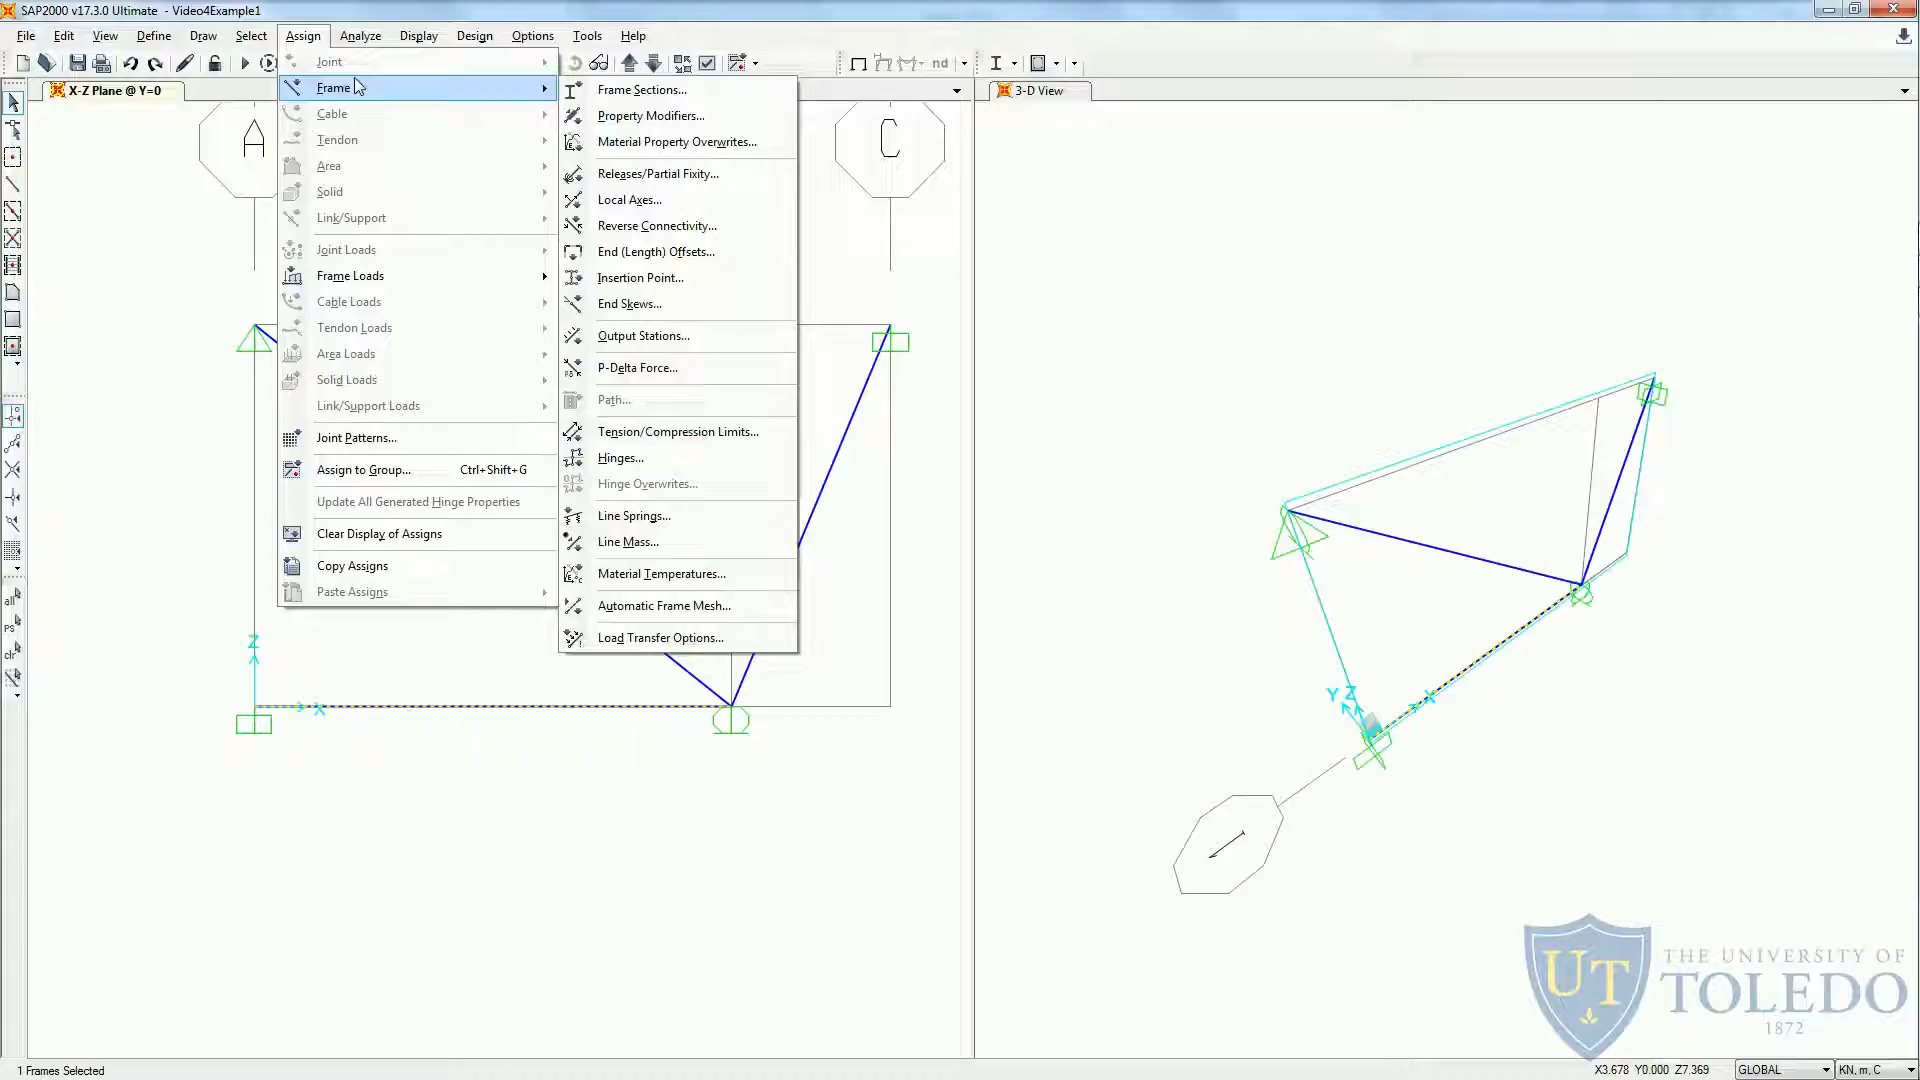 SAP2000 v17.3.0 Ultimate - Video4Example1
File Edit View Define Draw Select Assign Analyze Display Design Options Tools Help
nd
X-Z Plane @ Y=0
3-D View
Joint
Frame
Cable
Tendon
Area
Solid
Link/Support
Joint Loads
Frame Loads
Cable Loads
Tendon Loads
Area Loads
Solid Loads
Link/Support Loads
Joint Patterns...
Assign to Group... Ctrl+Shift+G
Update All Generated Hinge Properties
Clear Display of Assigns
Copy Assigns
Paste Assigns
Frame Sections...
Property Modifiers...
Material Property Overwrites...
Releases/Partial Fixity...
Local Axes...
Reverse Connectivity...
End (Length) Offsets...
Insertion Point...
End Skews...
Output Stations...
P-Delta Force...
Path...
Tension/Compression Limits...
Hinges...
Hinge Overwrites...
Line Springs...
Line Mass...
Material Temperatures...
Automatic Frame Mesh...
Load Transfer Options...
A
C
Z
X
Y Z
X
1
all
PS
clr
UT
THE UNIVERSITY OF
TOLEDO
1872
1 Frames Selected
X3.678 Y0.000 Z7.369
GLOBAL
KN, m, C